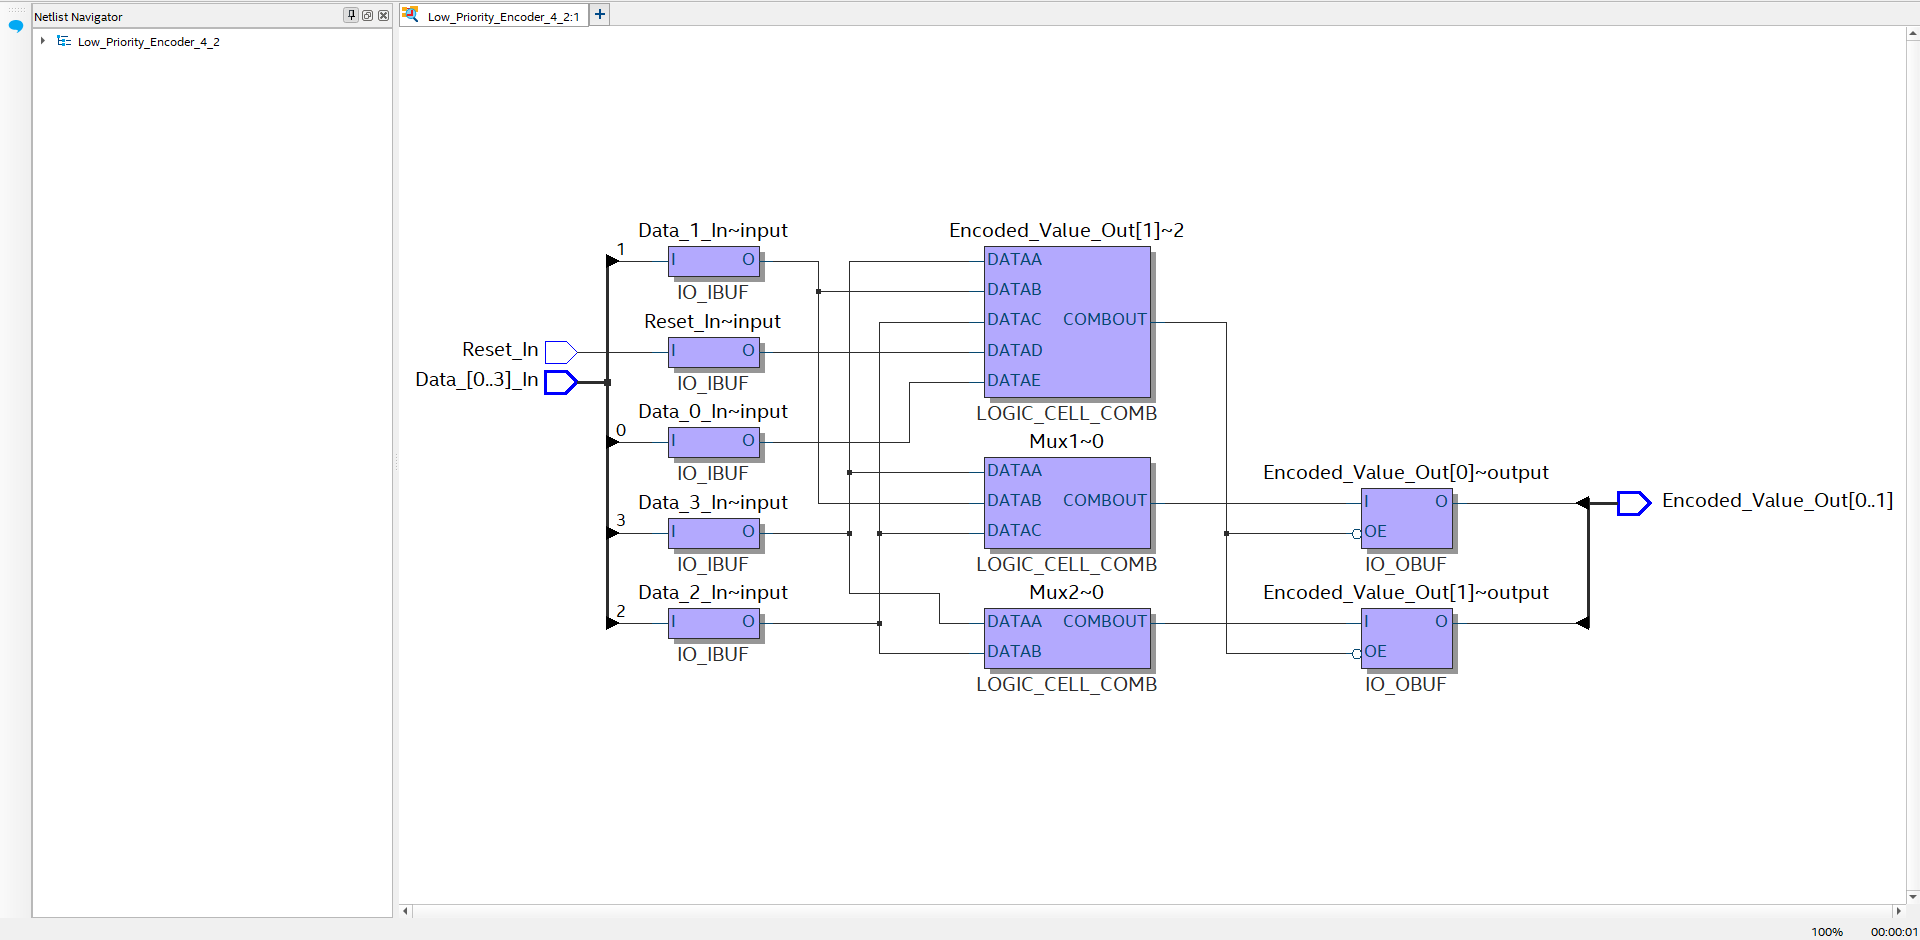 Netlist Navigator
Low_Priority_Encoder_4_2:1
Low_Priority_Encoder_4_2
Data_1_In~input
Encoded_Value_Out[1]~2
1
I O
DATAA
IO_IBUF
DATAB
Reset_In~input
DATAC COMBOUT
Reset_In
I O
DATAD
Data_[0..3]_In
IO_IBUF
DATAE
Data_0_In~input
LOGIC_CELL_COMB
0
I O
Mux1~0
IO_IBUF
DATAA
Encoded_Value_Out[0]~output
Data_3_In~input
DATAB COMBOUT
I O
Encoded_Value_Out[0..1]
3
I O
DATAC
OE
IO_IBUF
LOGIC_CELL_COMB
IO_OBUF
Data_2_In~input
Mux2~0
Encoded_Value_Out[1]~output
2
I O
DATAA COMBOUT
I O
IO_IBUF
DATAB
OE
LOGIC_CELL_COMB
IO_OBUF
100% 00:00:01